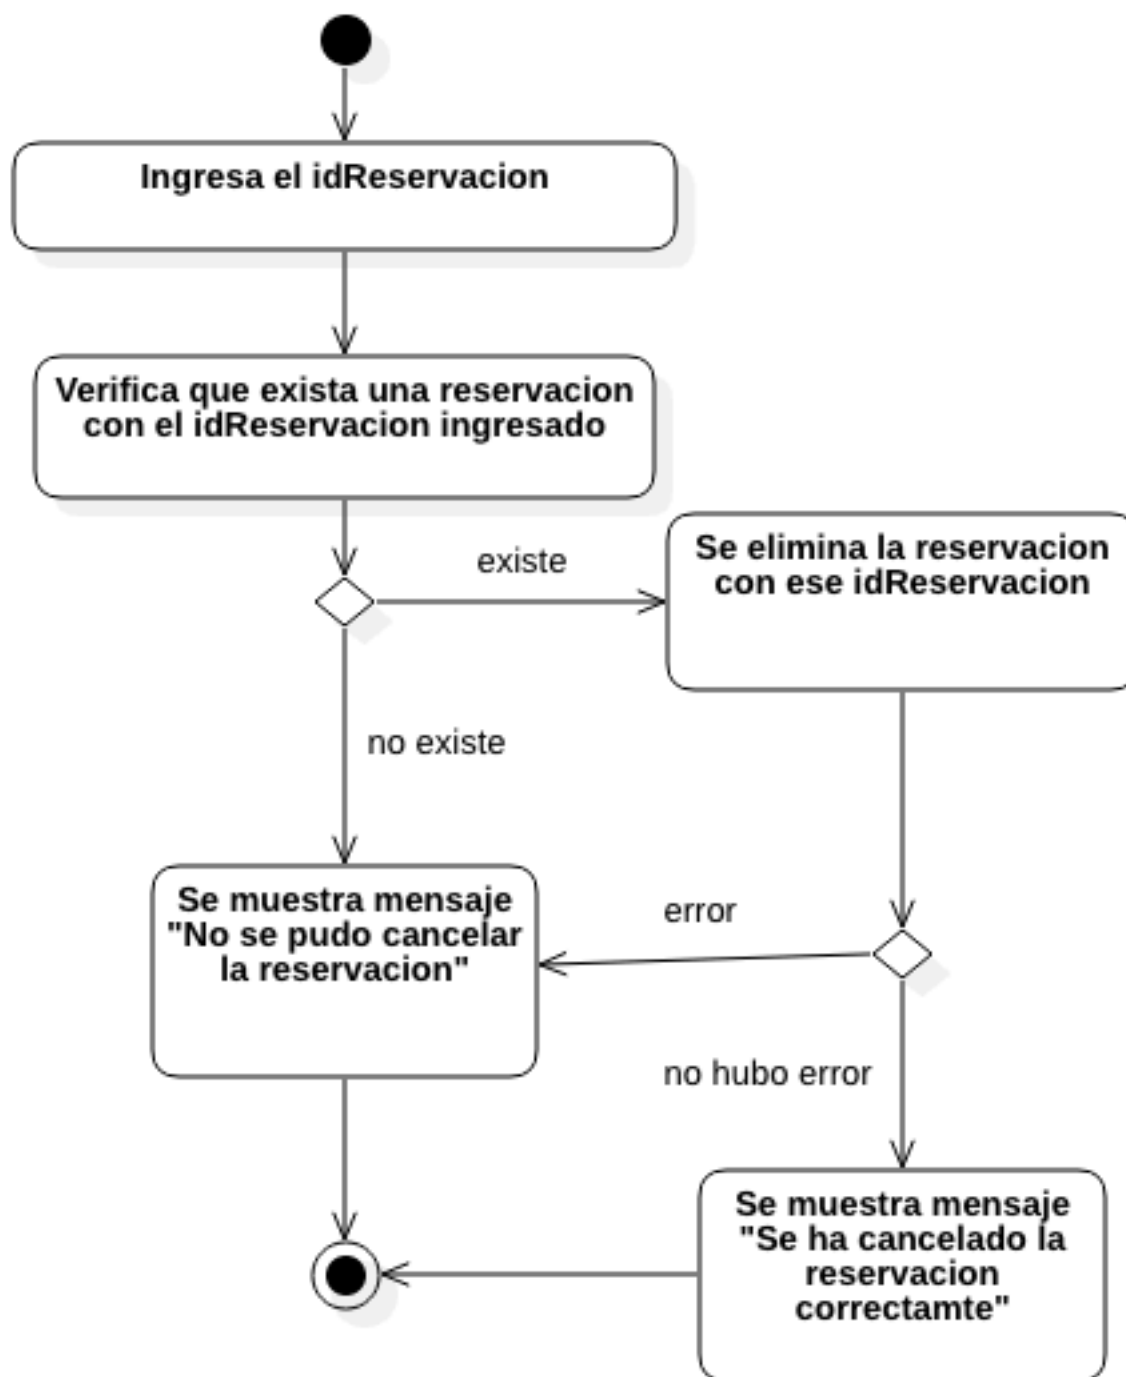 Ingresa el idReservacion
Verifica que exista una reservacion
con el idReservacion ingresado
existe
Se elimina la reservacion
con ese idReservacion
no existe
Se muestra mensaje
"No se pudo cancelar
la reservacion"
error
no hubo error
Se muestra mensaje
"Se ha cancelado la
reservacion
correctamte"